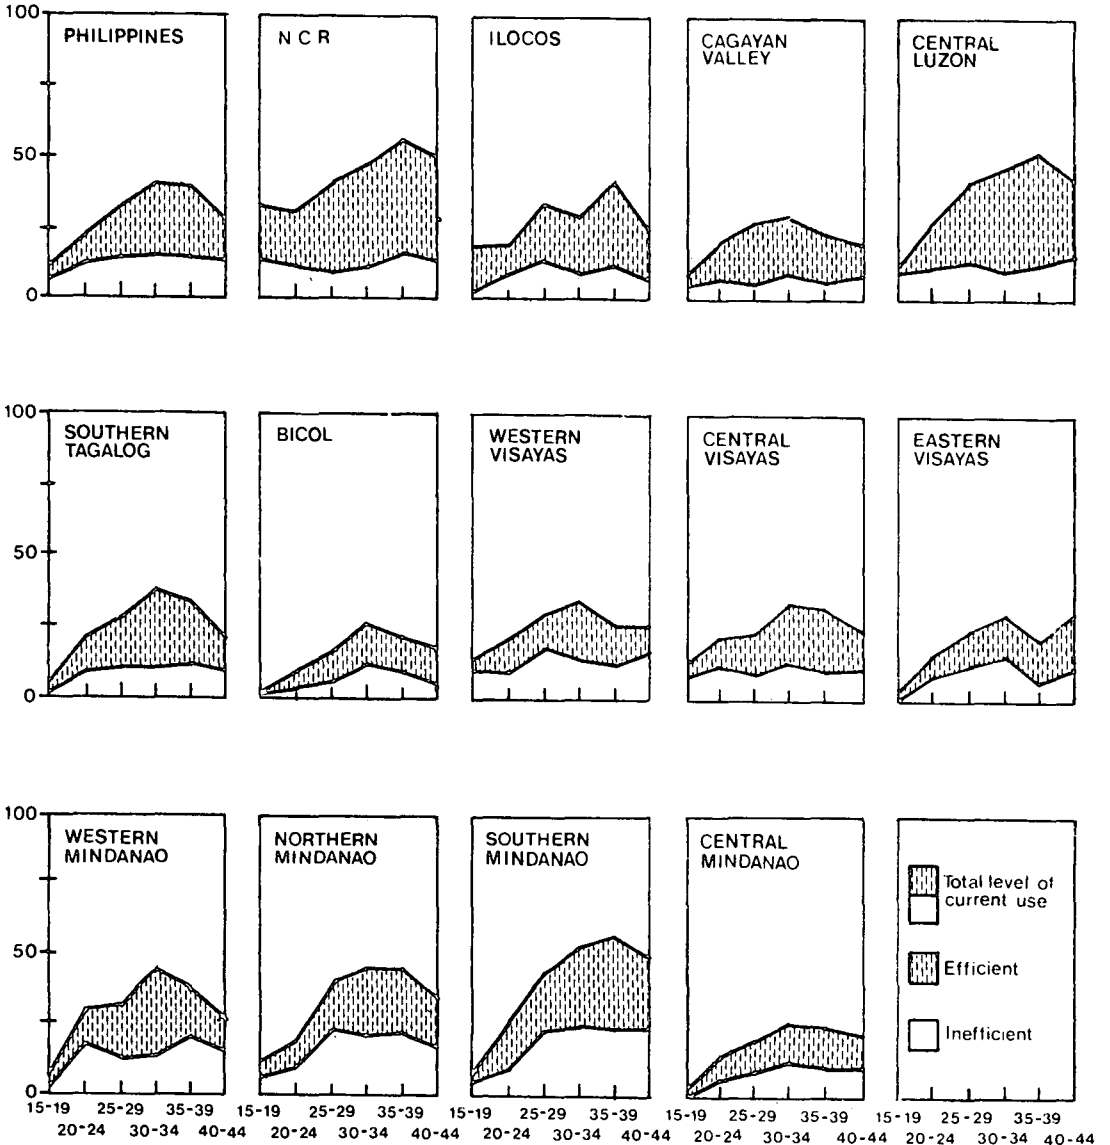 100
50
0
PHILIPPINES
N C R
ILOCOS
CAGAYAN
VALLEY
CENTRAL
LUZON
100
50
0
SOUTHERN
TAGALOG
BICOL
WESTERN
VISAYAS
CENTRAL
VISAYAS
EASTERN
VISAYAS
100
50
0
WESTERN
MINDANAO
NORTHERN
MINDANAO
SOUTHERN
MINDANAO
CENTRAL
MINDANAO
Total level of
current use
Efficient
Inefficient
15-19 25-29 35-39 15-19 25-29 35-39 15-19 25-29 35-39 15-19 25-29 35-39 15-19 25-29 35-39
20-24 30-34 40-44 20-24 30-34 40-44 20-24 30-34 40-44 20-24 30-34 40-44 20-24 30-34 40-44